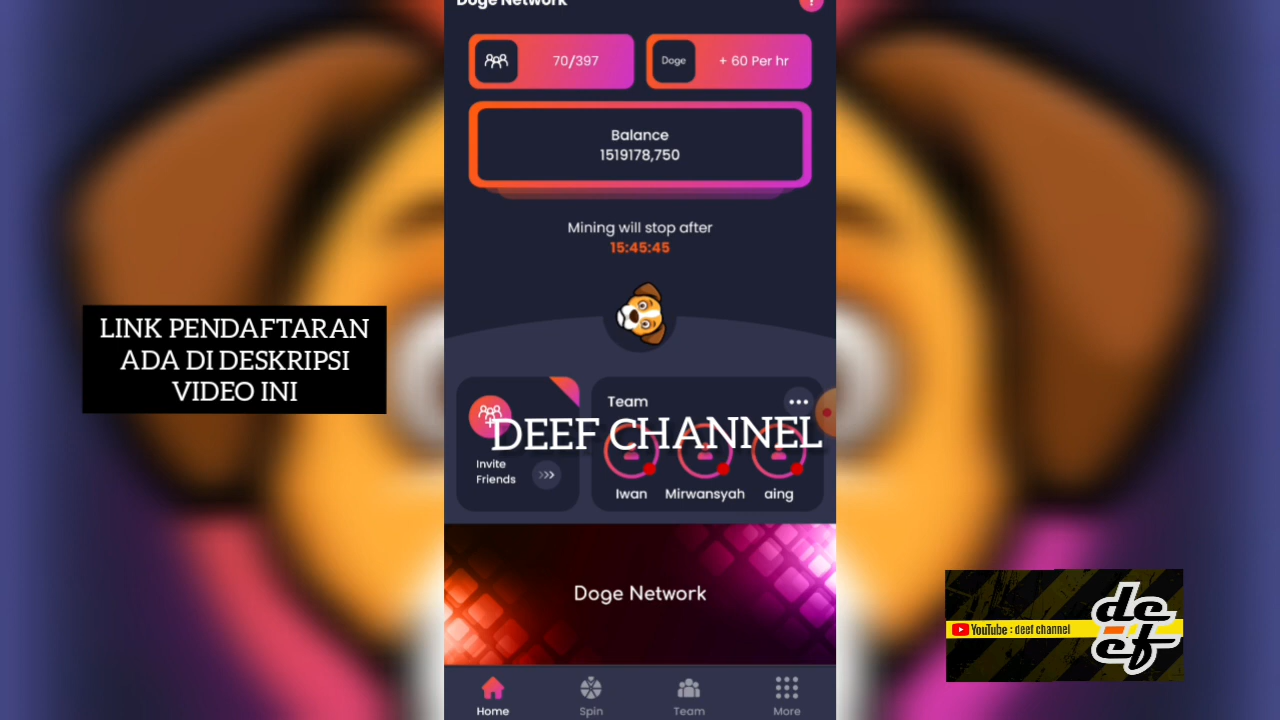 Doge Network
?
70/397
Doge
+ 60 Per hr
Balance
1519178,750
Mining will stop after
15:45:45
LINK PENDAFTARAN
ADA DI DESKRIPSI
VIDEO INI
Team
DEEF CHANNEL
Invite
Friends
Iwan
Mirwansyah
aing
Doge Network
YouTube : deef channel
de
ef
Home
Spin
Team
More